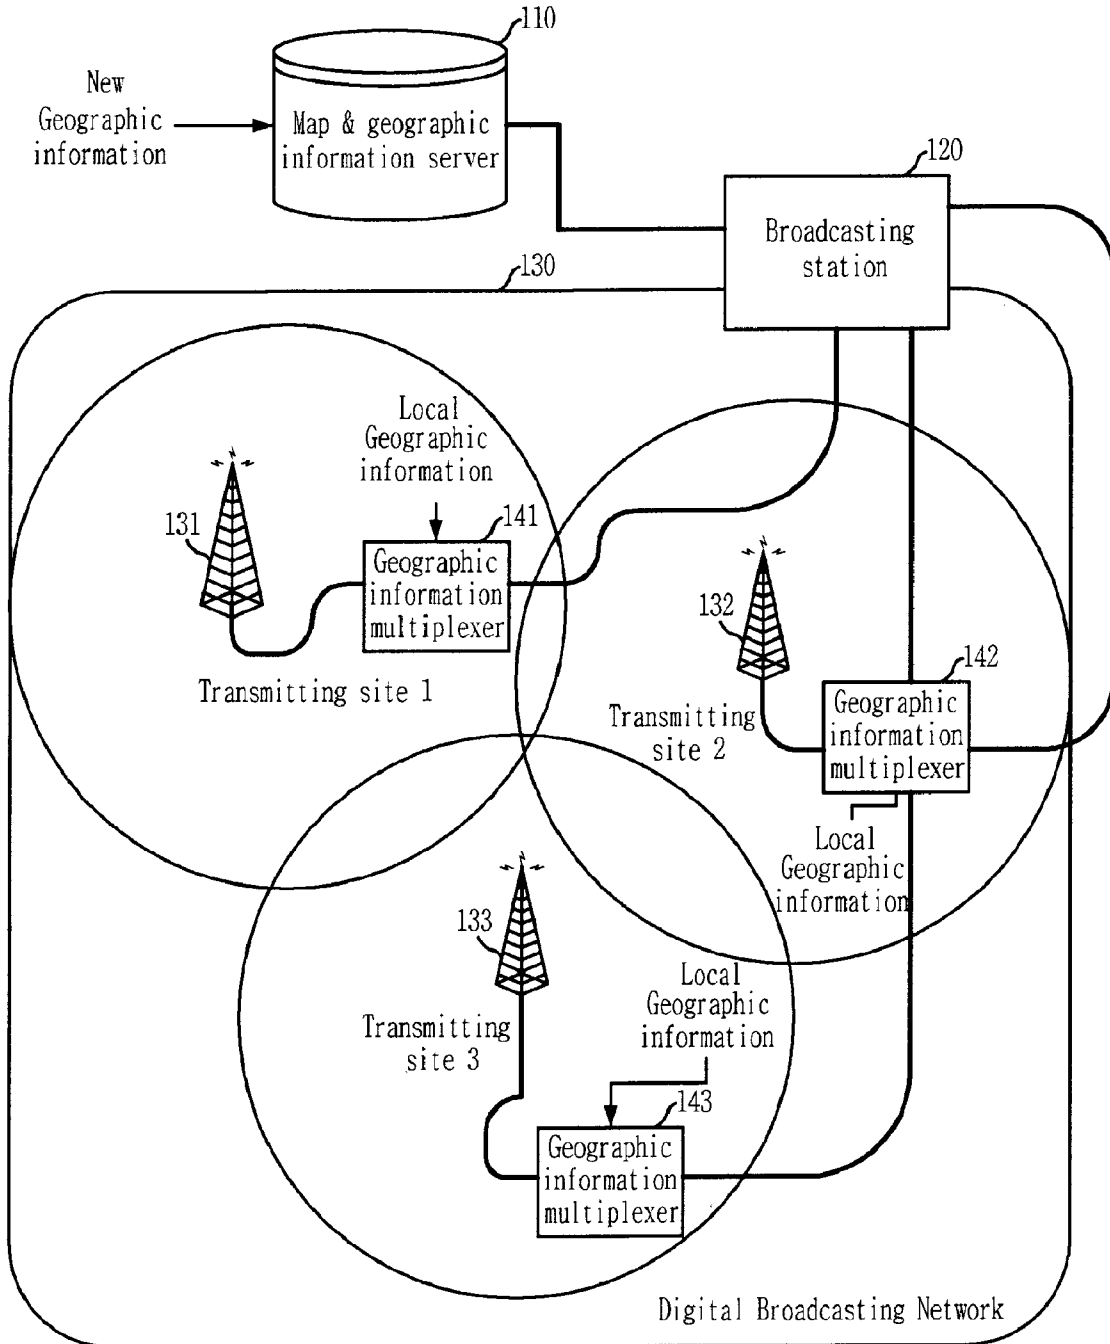 110
New
Geographic
information
Map & geographic
information server
120
Broadcasting
station
130
Local
Geographic
information
131
141
Geographic
information
multiplexer
Transmitting site 1
132
142
Transmitting
site 2
Geographic
information
multiplexer
Local
Geographic
information
133
Transmitting
site 3
Local
Geographic
information
143
Geographic
information
multiplexer
Digital Broadcasting Network